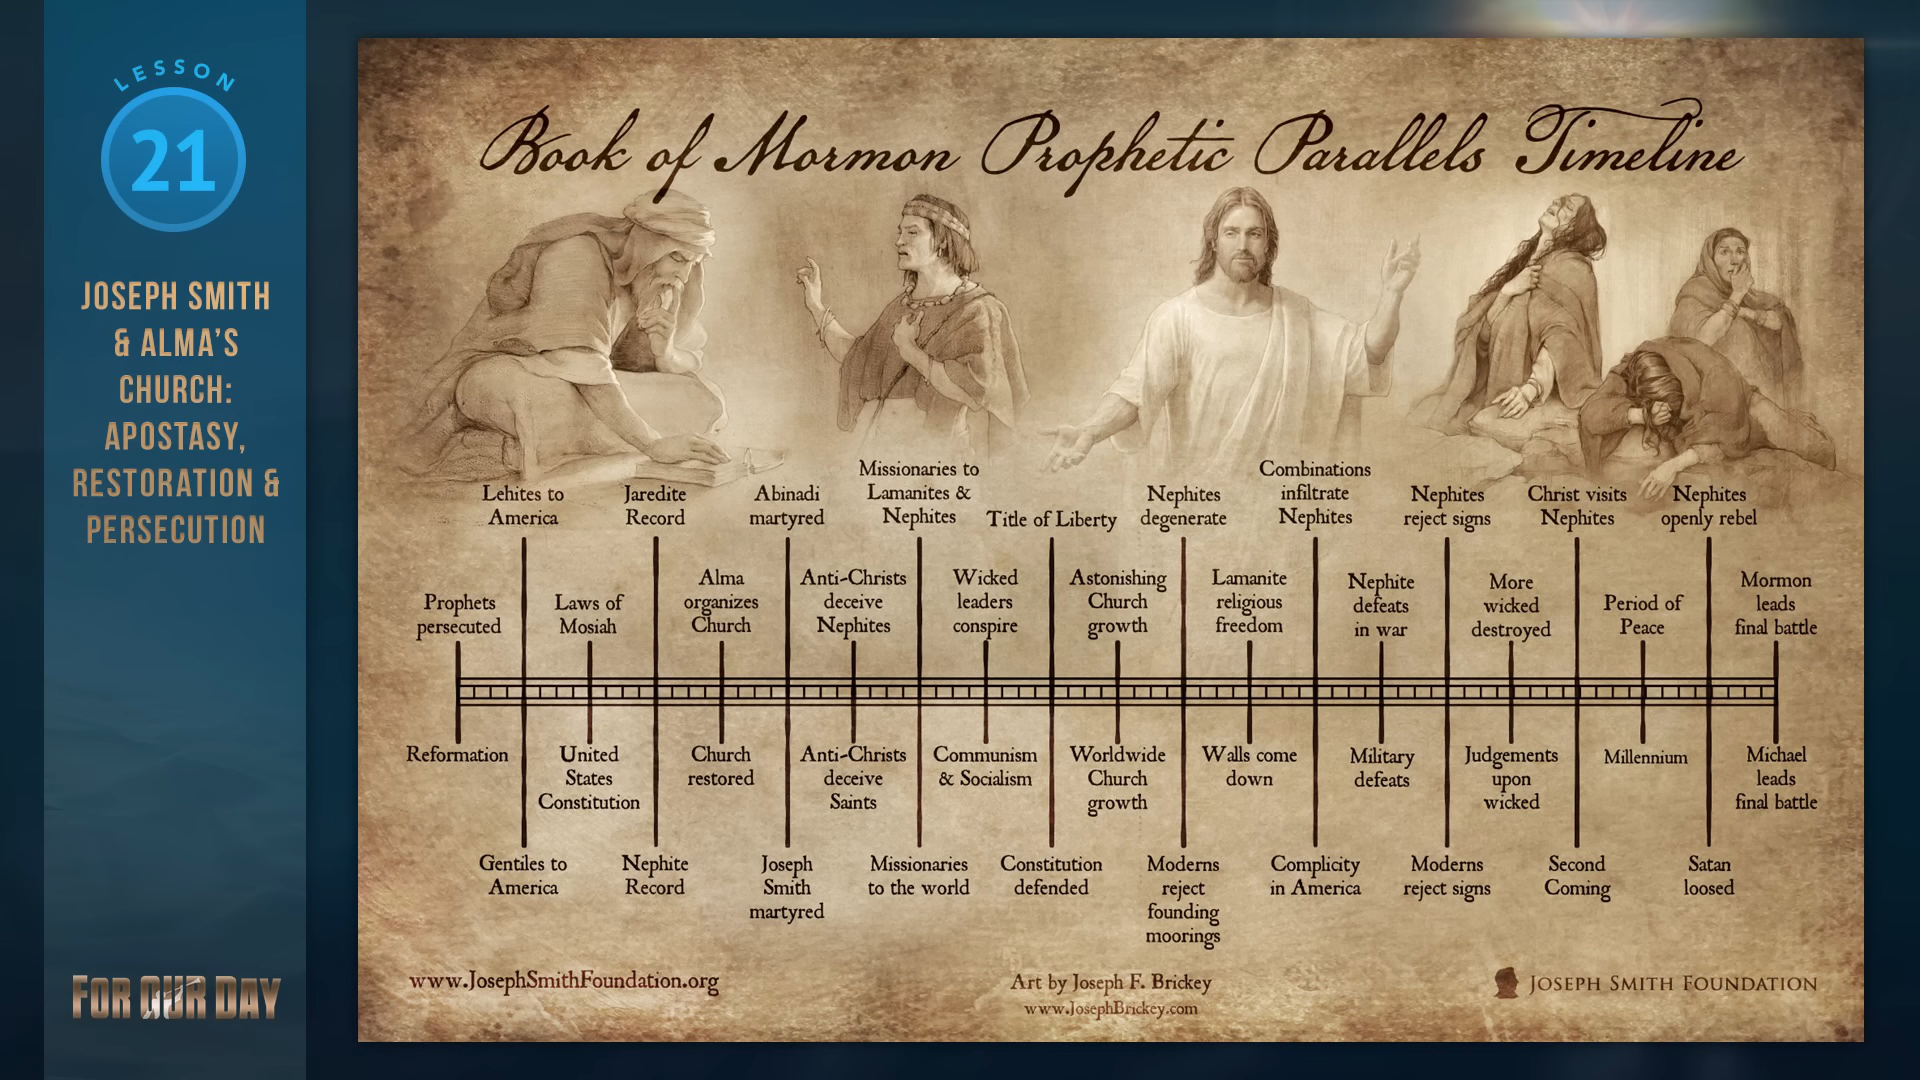 LESSON
21
JOSEPH SMITH
& ALMA'S
CHURCH:
APOSTASY,
RESTORATION &
PERSECUTION
FOR OUR DAY
Book of Mormon Prophetic Parallels Timeline
Lehites to
America
Jaredite
Record
Abinadi
martyred
Missionaries to
Lamanites &
Nephites
Title of Liberty
Nephites
degenerate
Combinations
infiltrate
Nephites
Nephites
reject signs
Christ visits
Nephites
Nephites
openly rebel
Prophets
persecuted
Laws of
Mosiah
Alma
organizes
Church
Anti-Christs
deceive
Nephites
Wicked
leaders
conspire
Astonishing
Church
growth
Lamanite
religious
freedom
Nephite
defeats
in war
More
wicked
destroyed
Period of
Peace
Mormon
leads
final battle
Reformation
United
States
Constitution
Church
restored
Anti-Christs
deceive
Saints
Communism
& Socialism
Worldwide
Church
growth
Walls come
down
Military
defeats
Judgements
upon
wicked
Millennium
Michael
leads
final battle
Gentiles to
America
Nephite
Record
Joseph
Smith
martyred
Missionaries
to the world
Constitution
defended
Moderns
reject
founding
moorings
Complicity
in America
Moderns
reject signs
Second
Coming
Satan
loosed
www.JosephSmithFoundation.org
Art by Joseph F. Brickey
www.JosephBrickey.com
JOSEPH SMITH FOUNDATION